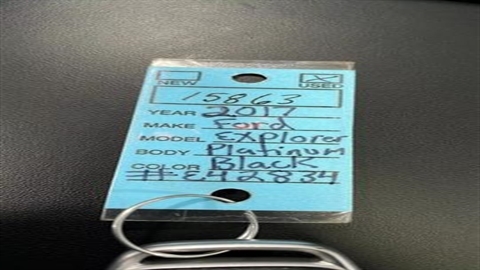 NEW USED
15863
YEAR 2017
MAKE Ford
MODEL EXPlorer
BODY Platinum
COLOR Black
#E42834